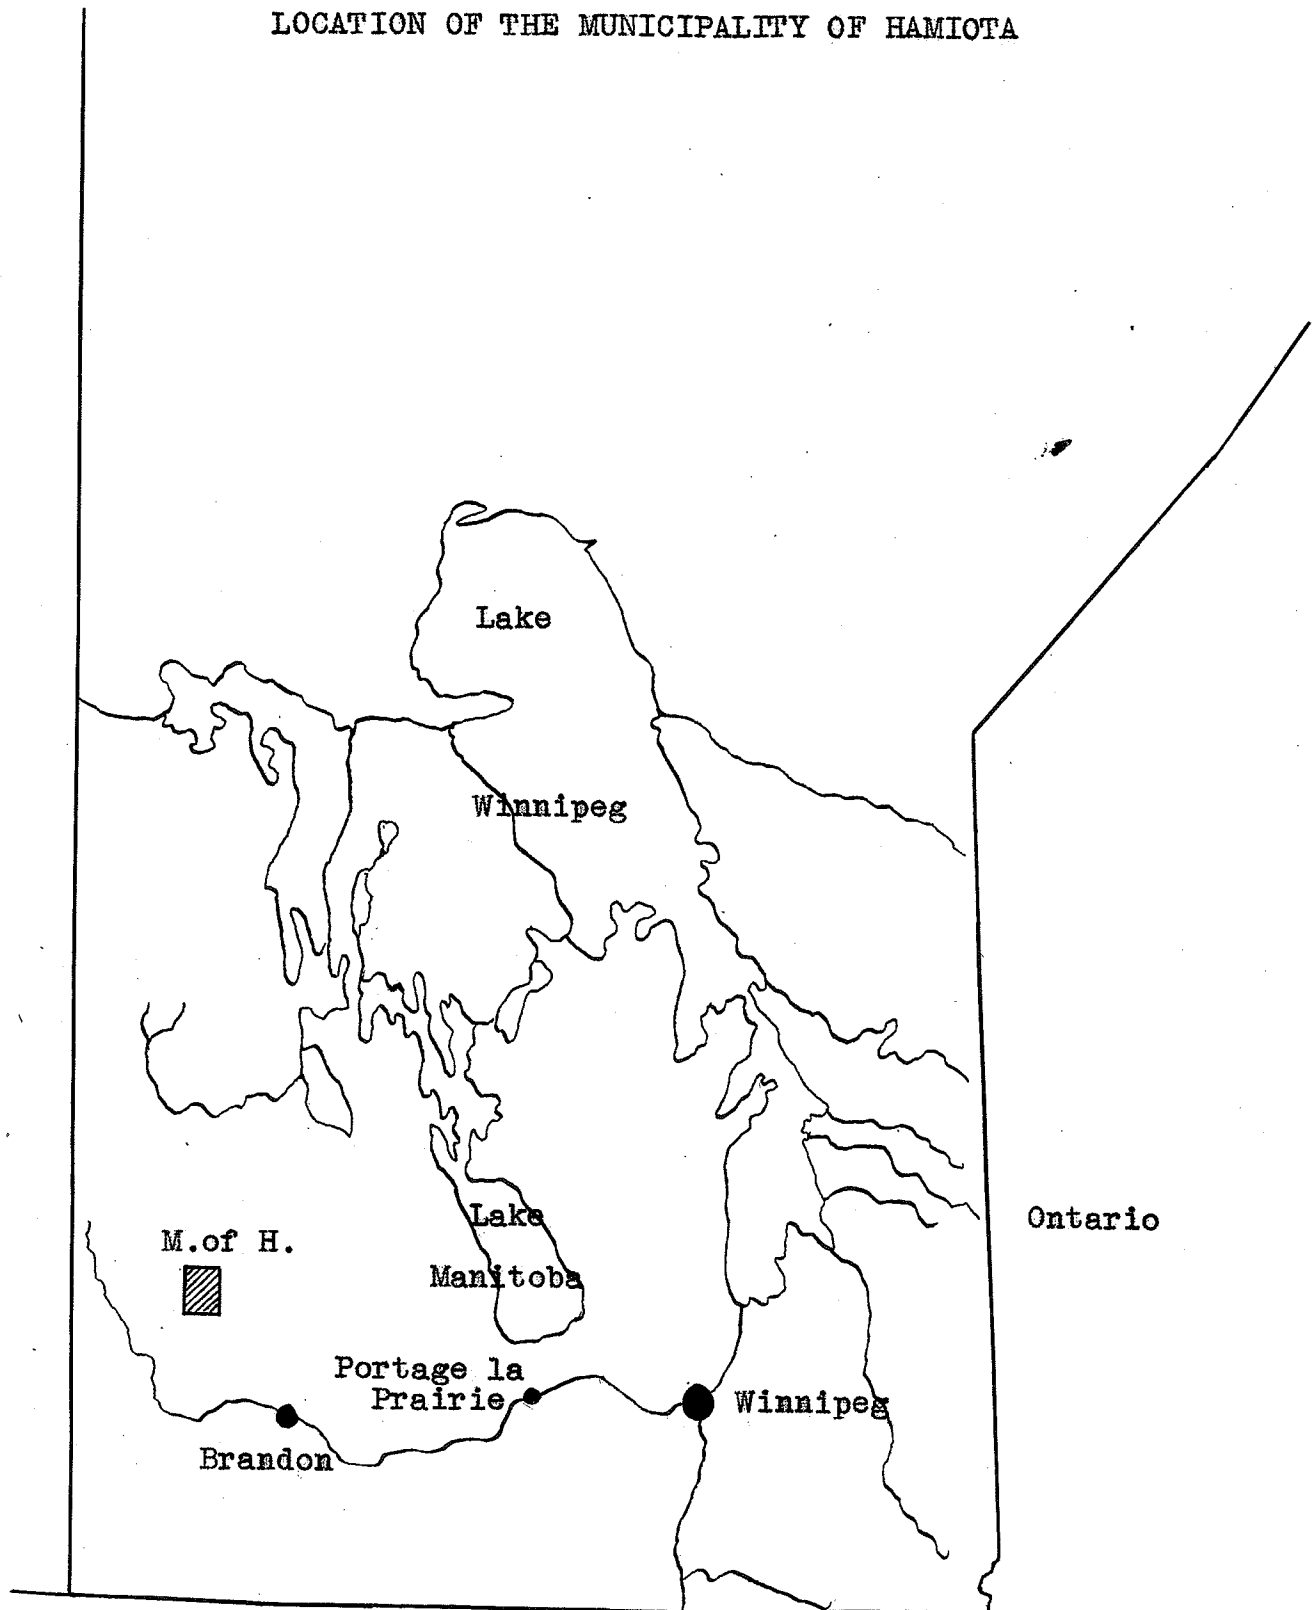 LOCATION OF THE MUNICIPALITY OF HAMIOTA
Lake
Winnipeg
Ontario
M.of H.
Lake
Manitoba
Portage la
Prairie
Winnipeg
Brandon